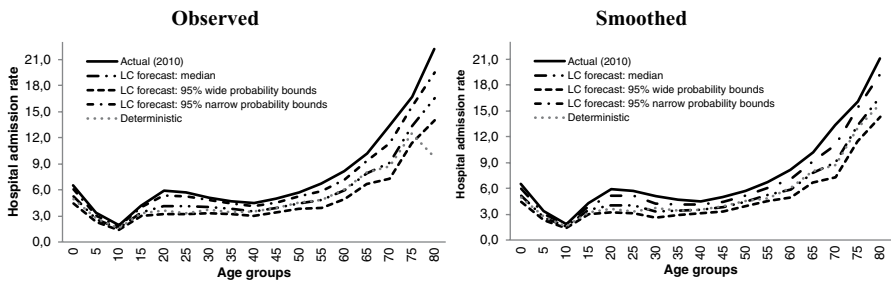 Observed
Hospital admission rate
21,0
18,0
15,0
12,0
9,0
6,0
3,0
0,0
Actual (2010)
LC forecast: median
LC forecast: 95% wide probability bounds
LC forecast: 95% narrow probability bounds
Deterministic
0 5 10 15 20 25 30 35 40 45 50 55 60 65 70 75 80
Age groups
Smoothed
Hospital admission rate
21,0
18,0
15,0
12,0
9,0
6,0
3,0
0,0
Actual (2010)
LC forecast: median
LC forecast: 95% wide probability bounds
LC forecast: 95% narrow probability bounds
Deterministic
0 5 10 15 20 25 30 35 40 45 50 55 60 65 70 75 80
Age groups